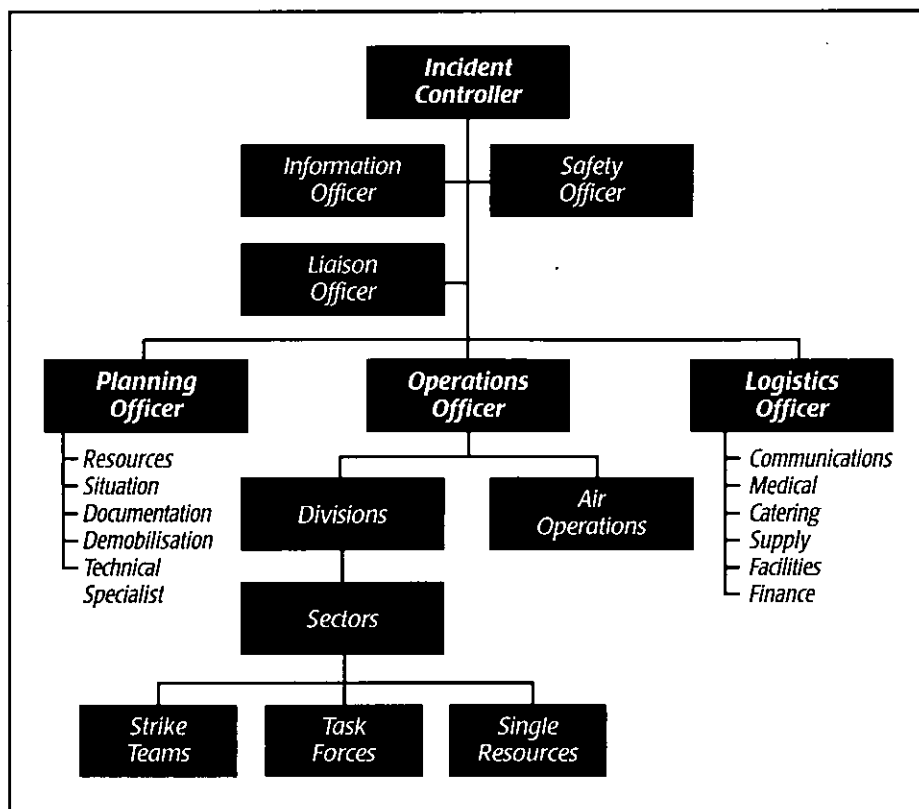 Incident
Controller
Information
Officer
Safety
Officer
Liaison
Officer
Planning
Officer
Resources
Situation
Documentation
Demobilisation
Technical
Specialist
Operations
Officer
Divisions
Air
Operations
Sectors
Strike
Teams
Task
Forces
Single
Resources
Logistics
Officer
Communications
Medical
Catering
Supply
Facilities
Finance